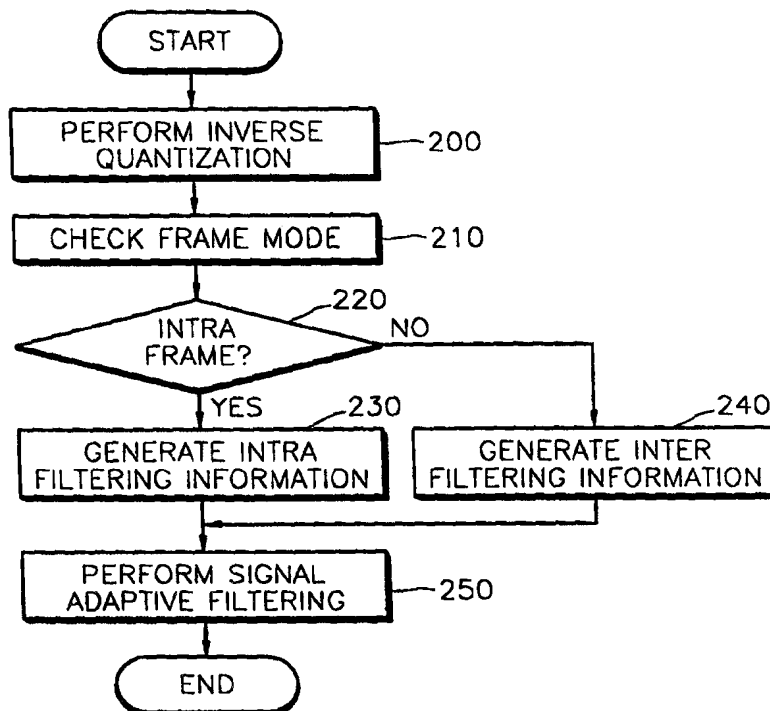 START
PERFORM INVERSE
QUANTIZATION
200
CHECK FRAME MODE
210
220
INTRA
FRAME?
NO
YES
230
240
GENERATE INTRA
FILTERING INFORMATION
GENERATE INTER
FILTERING INFORMATION
PERFORM SIGNAL
ADAPTIVE FILTERING
250
END